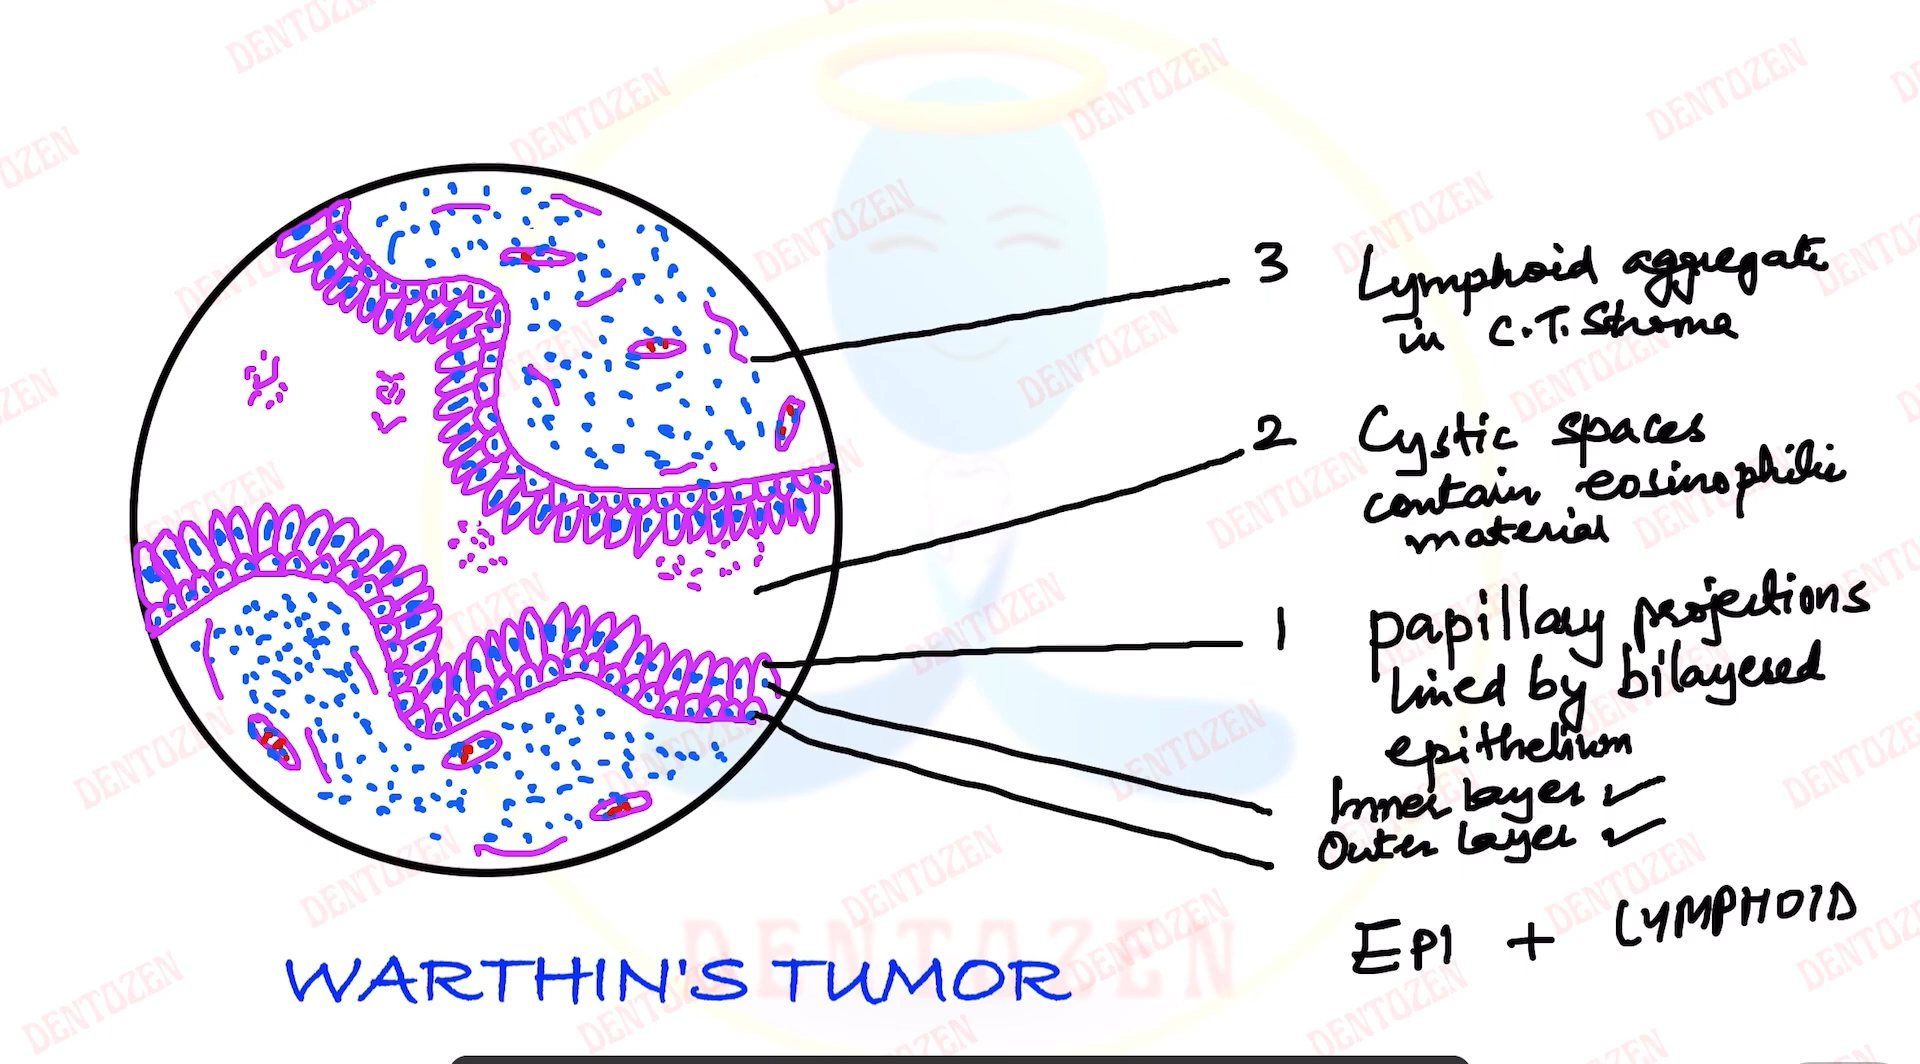 3 Lymphoid aggregate
in C.T. Stroma
2 Cystic spaces
contain eosinophilic
material
1 Papillary projections
lined by bilayered
epithelium
Inner layer ✓
Outer layer ✓
EPI + LYMPHOID
WARTHIN'S TUMOR
DENTOZEN